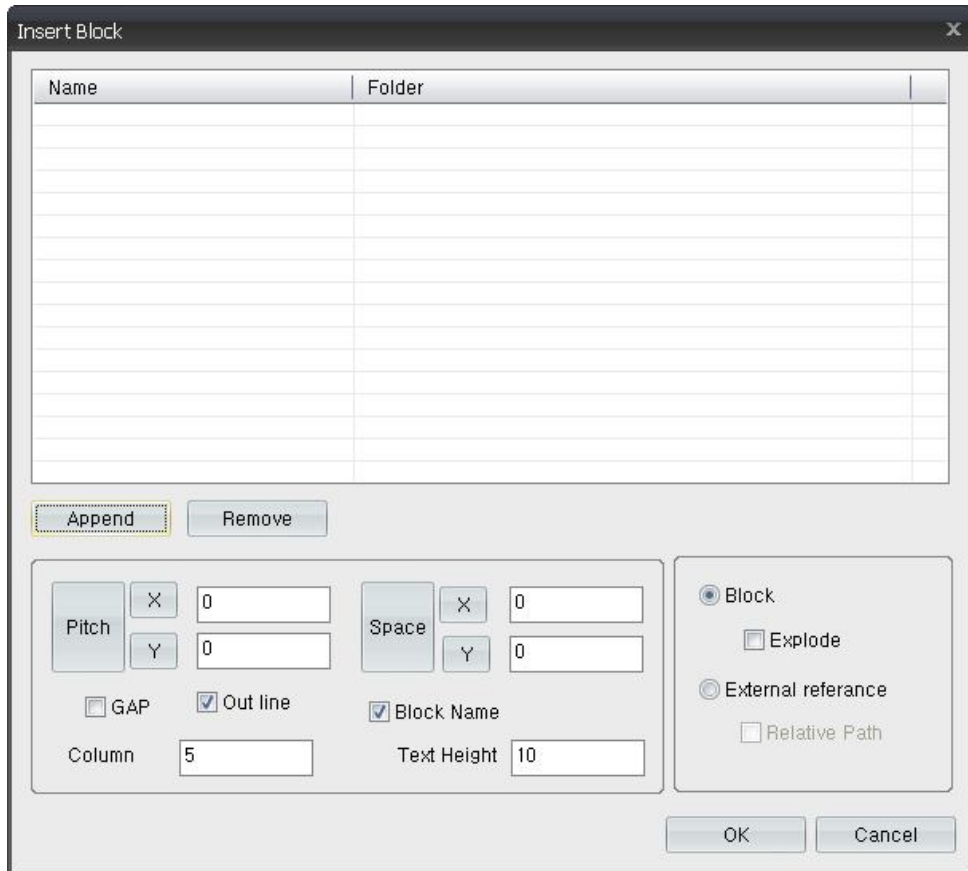 Insert Block x
Name Folder
Append Remove
Pitch X 0 Space X 0
Y 0 Y 0
GAP Out line Block Name
Column 5 Text Height 10
Block
Explode
External referance
Relative Path
OK Cancel